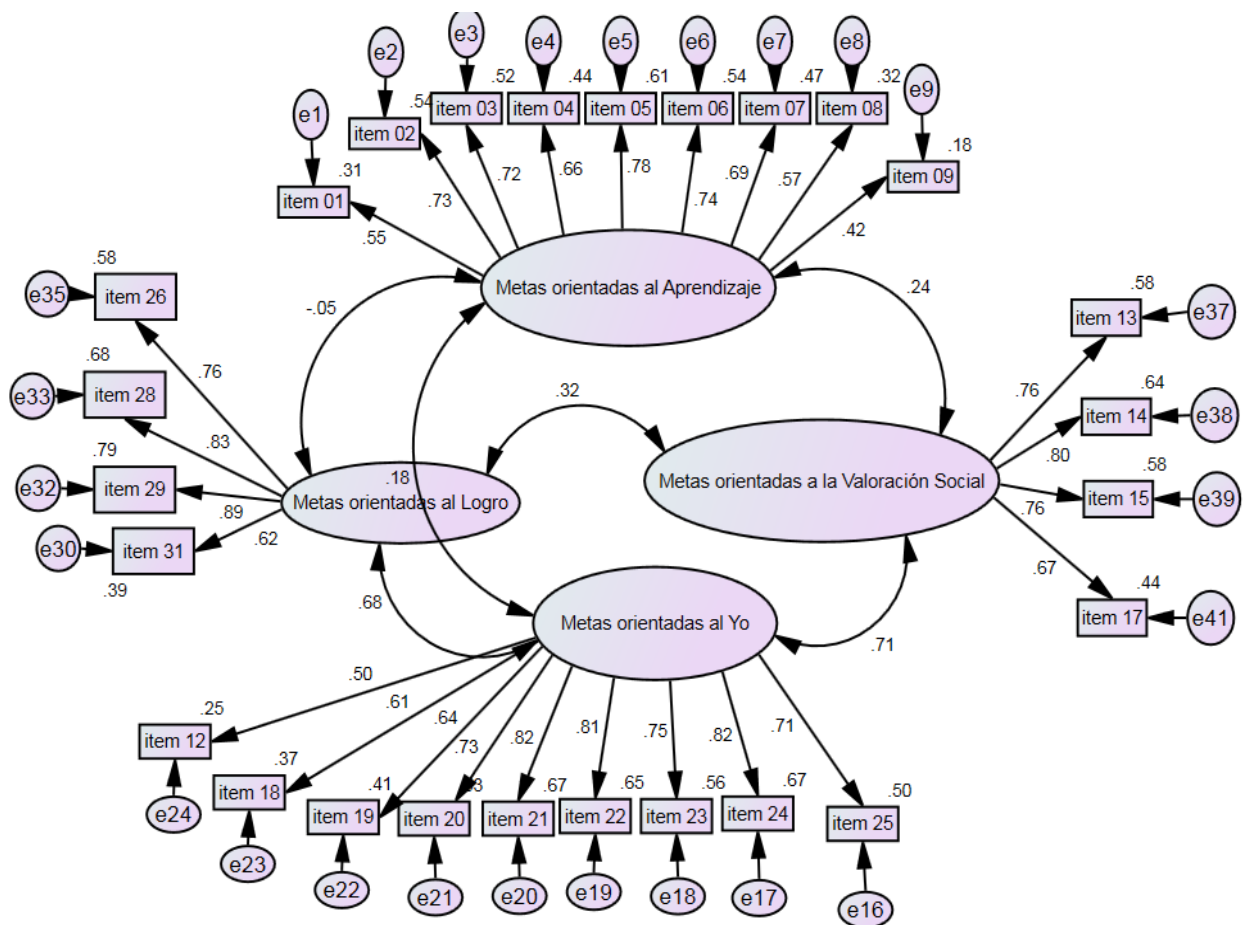 e1
e2
e3
e4
e5
e6
e7
e8
e9
.31
.54
.52
.44
.61
.54
.47
.32
.18
item 01
item 02
item 03
item 04
item 05
item 06
item 07
item 08
item 09
.55
.73
.72
.66
.78
.74
.69
.57
.42
Metas orientadas al Aprendizaje
-.05
.24
.18
.32
.68
.71
e35
.58
item 26
.76
e33
.68
item 28
.83
e32
.79
item 29
.89
e30
.39
item 31
.62
Metas orientadas al Logro
Metas orientadas a la Valoración Social
.76
.58
item 13
e37
.80
.64
item 14
e38
.76
.58
item 15
e39
.67
.44
item 17
e41
Metas orientadas al Yo
.50
.61
.64
.73
.82
.81
.75
.82
.71
.25
.37
.41
.67
.65
.56
.67
.50
item 12
item 18
item 19
item 20
item 21
item 22
item 23
item 24
item 25
e24
e23
e22
e21
e20
e19
e18
e17
e16